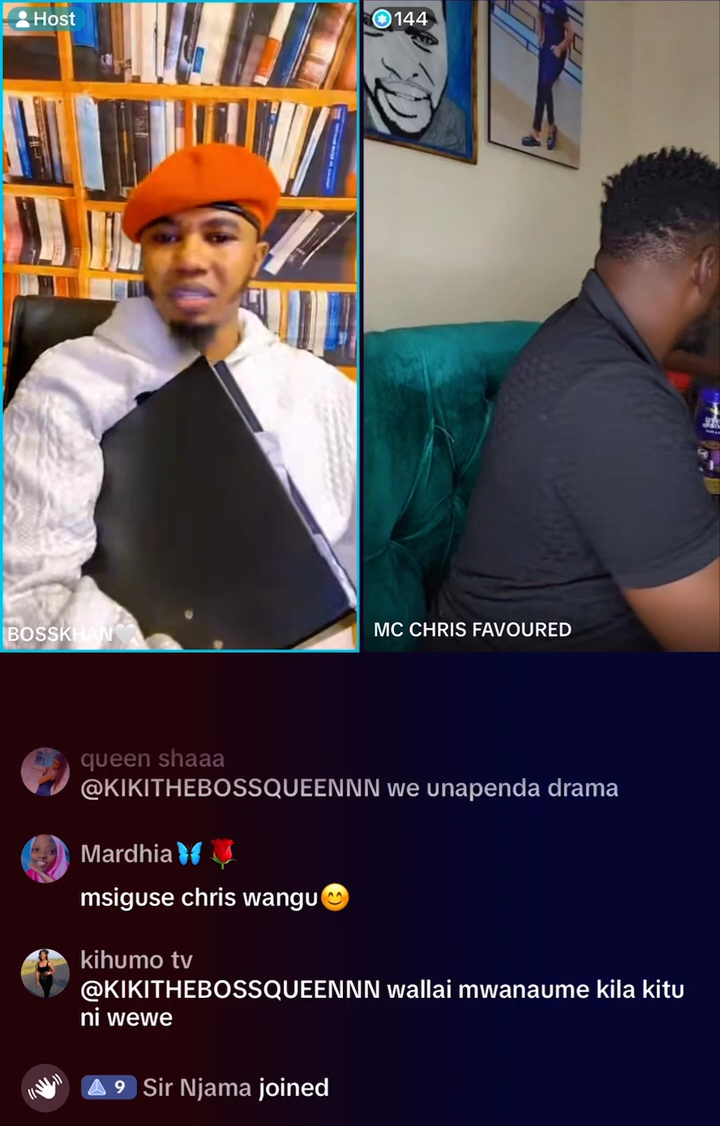 Host
144
BOSSKHAN🤍
MC CHRIS FAVOURED
queen shaaa
@KIKITHEBOSSQUEENNN we unapenda drama
Mardhia🦋🌹
msiguse chris wangu😊
kihumo tv
@KIKITHEBOSSQUEENNN wallai mwanaume kila kitu
ni wewe
9 Sir Njama joined